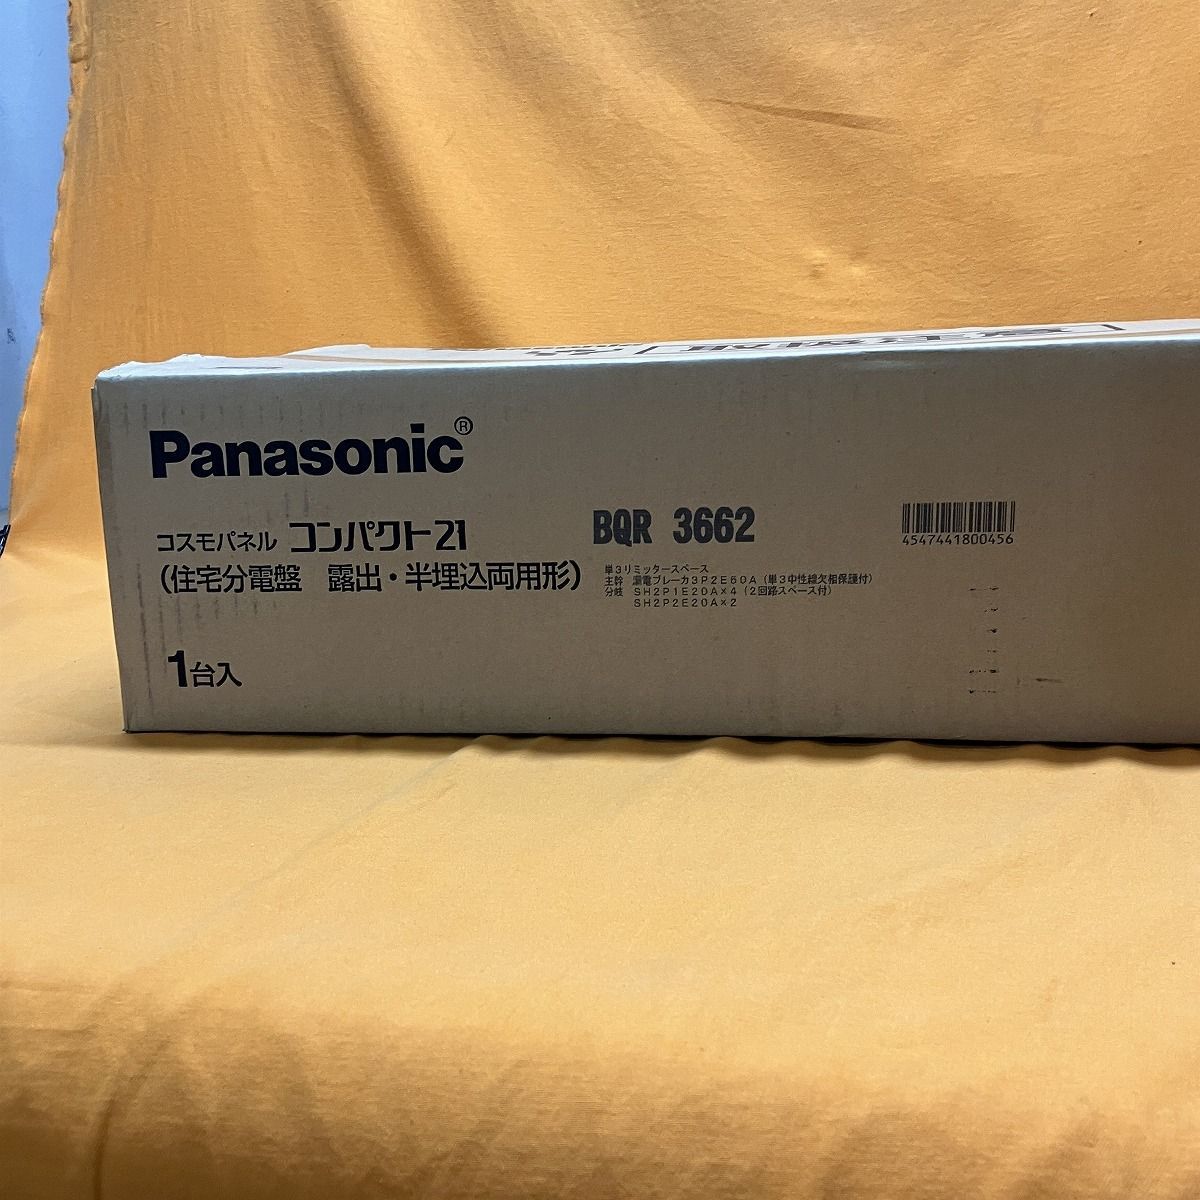 Panasonic®
コスモパネル コンパクト21
(住宅分電盤 露出・半埋込両用形)
1台入
BQR 3662
単3リミッタースペース
主幹 漏電ブレーカ3P2E60A(単3中性線欠相保護付)
分岐 SH2P1E20A×4(2回路スペース付)
SH2P2E20A×2
4547441800456